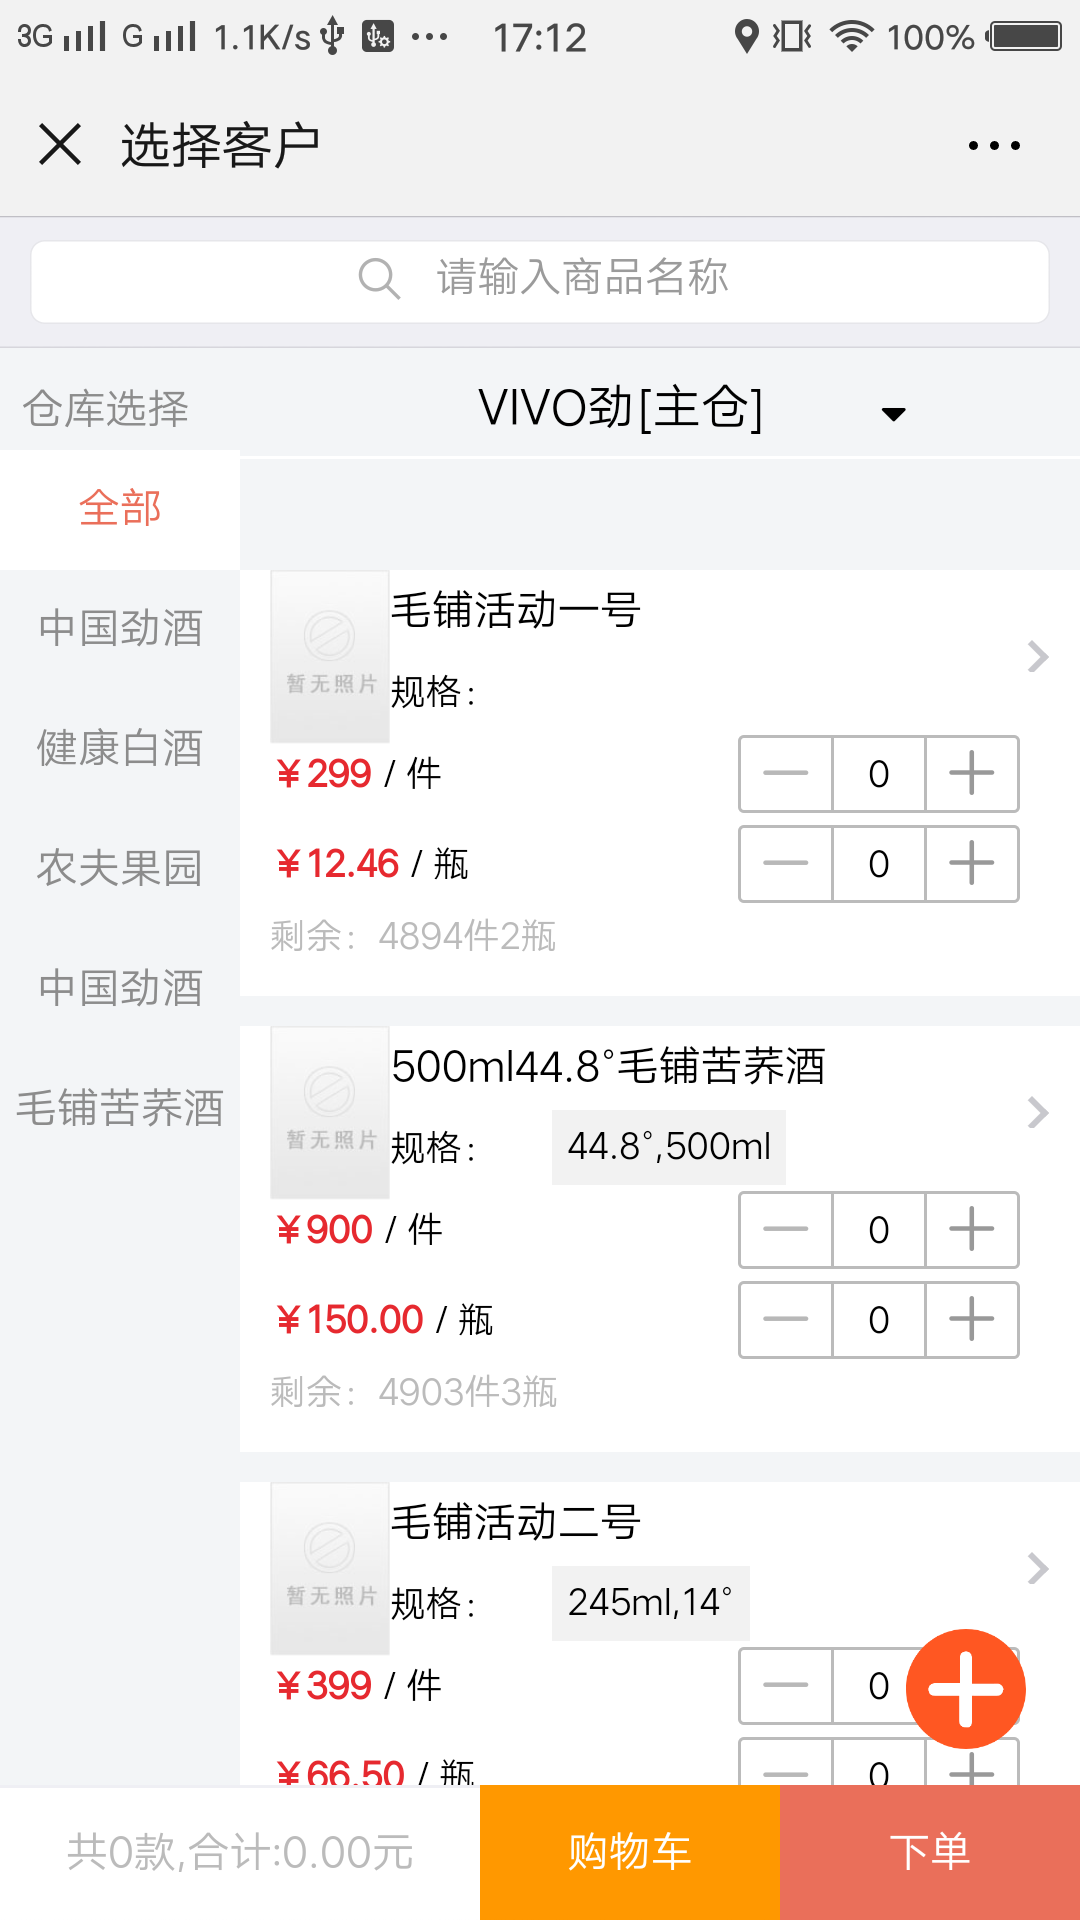 3G G 1.1K/s 17:12 100%
选择客户
请输入商品名称
仓库选择 VIVO劲[主仓]
全部
中国劲酒
健康白酒
农夫果园
中国劲酒
毛铺苦荞酒
暂无照片
毛铺活动一号
规格:
¥299 / 件 0
¥12.46 / 瓶 0
剩余: 4894件2瓶
暂无照片
500ml44.8°毛铺苦荞酒
规格: 44.8°,500ml
¥900 / 件 0
¥150.00 / 瓶 0
剩余: 4903件3瓶
暂无照片
毛铺活动二号
规格: 245ml,14°
¥399 / 件 0
¥66.50 / 瓶 0
共0款,合计:0.00元 购物车 下单